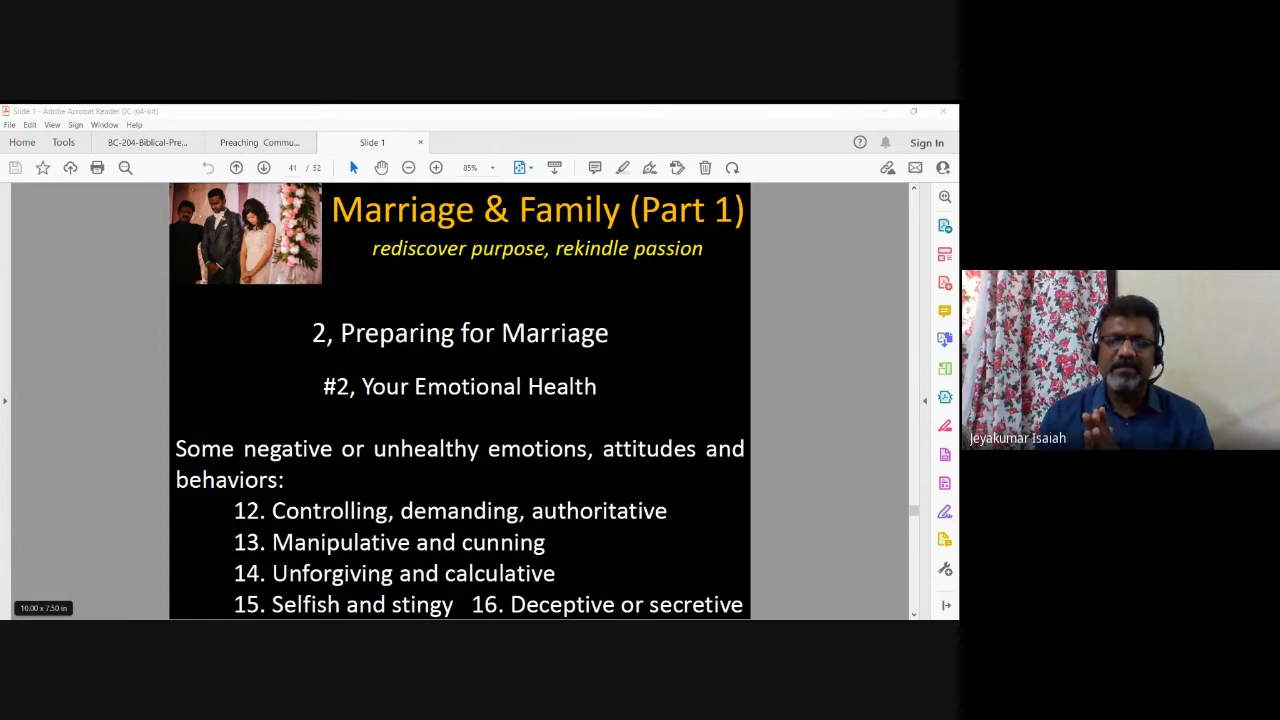 Slide 1 - Adobe Acrobat Reader DC (64-bit)
File Edit View Sign Window Help
Home Tools BC-204-Biblical-Pre... Preaching Commu... Slide 1 × Sign In
41 / 52 85%
Marriage & Family (Part 1)
rediscover purpose, rekindle passion
2, Preparing for Marriage
#2, Your Emotional Health
Some negative or unhealthy emotions, attitudes and
behaviors:
12. Controlling, demanding, authoritative
13. Manipulative and cunning
14. Unforgiving and calculative
15. Selfish and stingy 16. Deceptive or secretive
10.00 x 7.50 in
Jeyakumar Isaiah